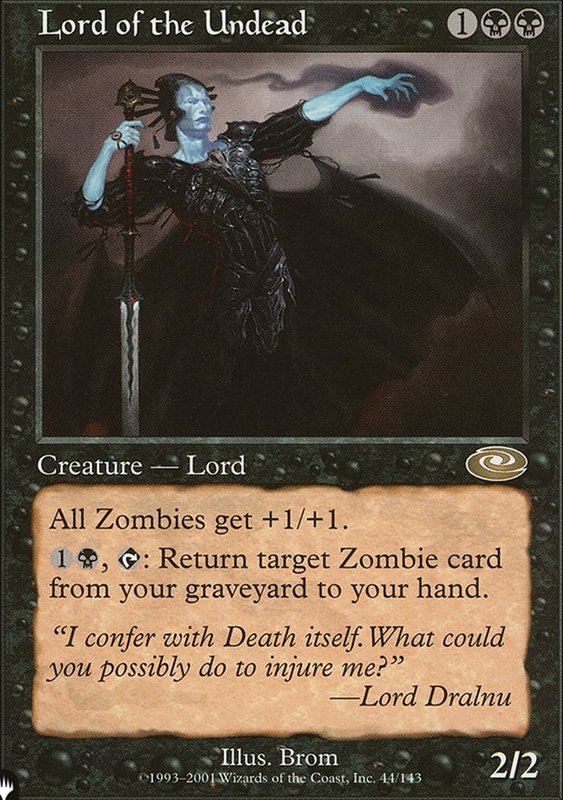 Lord of the Undead 1
Creature — Lord
All Zombies get +1/+1.
1, : Return target Zombie card
from your graveyard to your hand.
“I confer with Death itself. What could
you possibly do to injure me?”
—Lord Dralnu
Illus. Brom
©1993–2001 Wizards of the Coast, Inc. 44/143
2/2